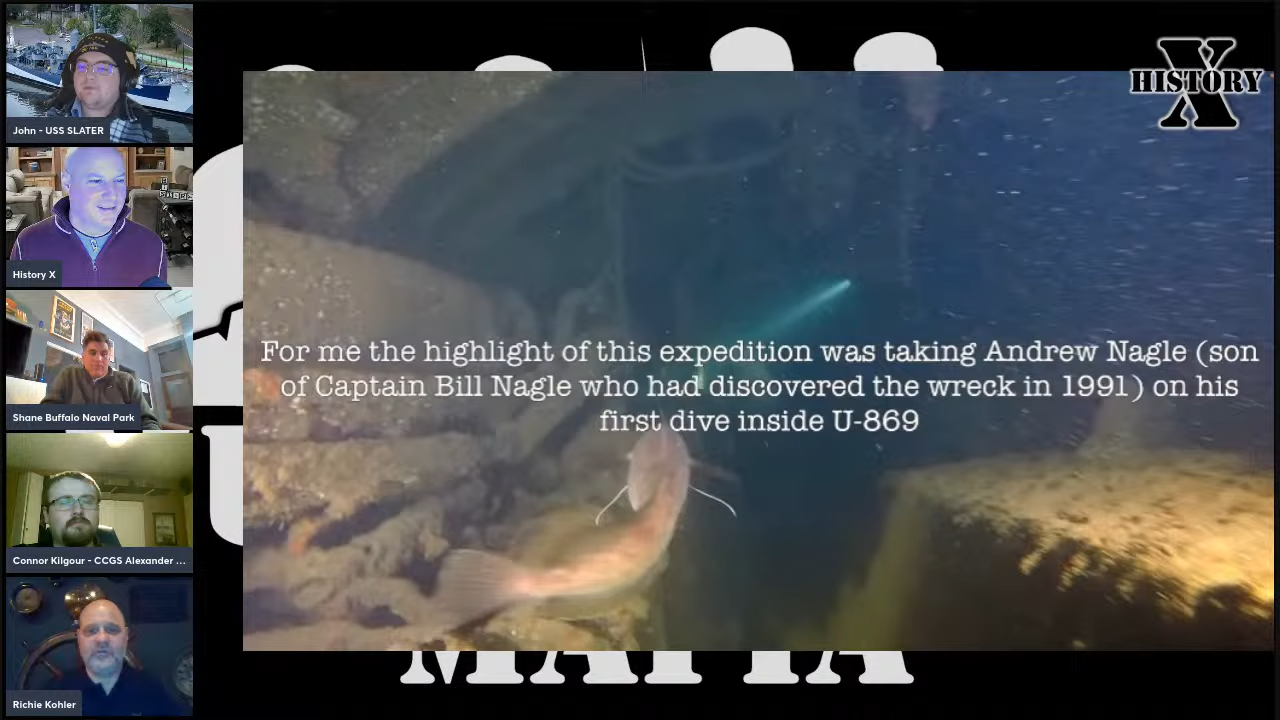 John - USS SLATER
History X
Shane Buffalo Naval Park
Connor Kilgour - CCGS Alexander ...
Richie Kohler
X
HISTORY
For me the highlight of this expedition was taking Andrew Nagle (son
of Captain Bill Nagle who had discovered the wreck in 1991) on his
first dive inside U-869
MAFIA